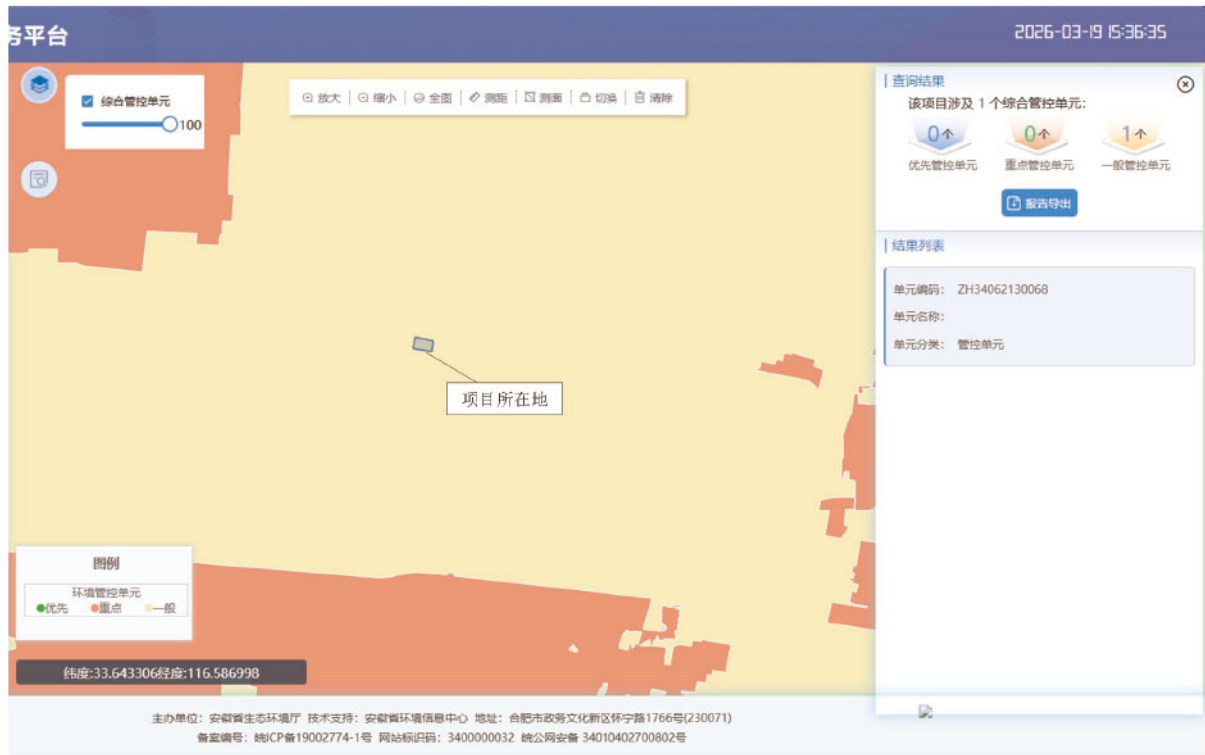 务平台
2026-03-19 15:36:35
综合管控单元
100
放大 缩小 全图 测距 测面 切换 清除
查询结果
该项目涉及 1 个综合管控单元:
0个 0个 1个
优先管控单元 重点管控单元 一般管控单元
报告导出
结果列表
单元编码: ZH34062130068
单元名称:
单元分类: 管控单元
项目所在地
图例
环境管控单元
优先 重点 一般
纬度:33.643306经度:116.586998
主办单位: 安徽省生态环境厅 技术支持: 安徽省环境信息中心 地址: 合肥市政务文化新区怀宁路1766号(230071)
备案编号: 皖ICP备19002774-1号 网站标识码: 3400000032 皖公网安备 34010402700802号